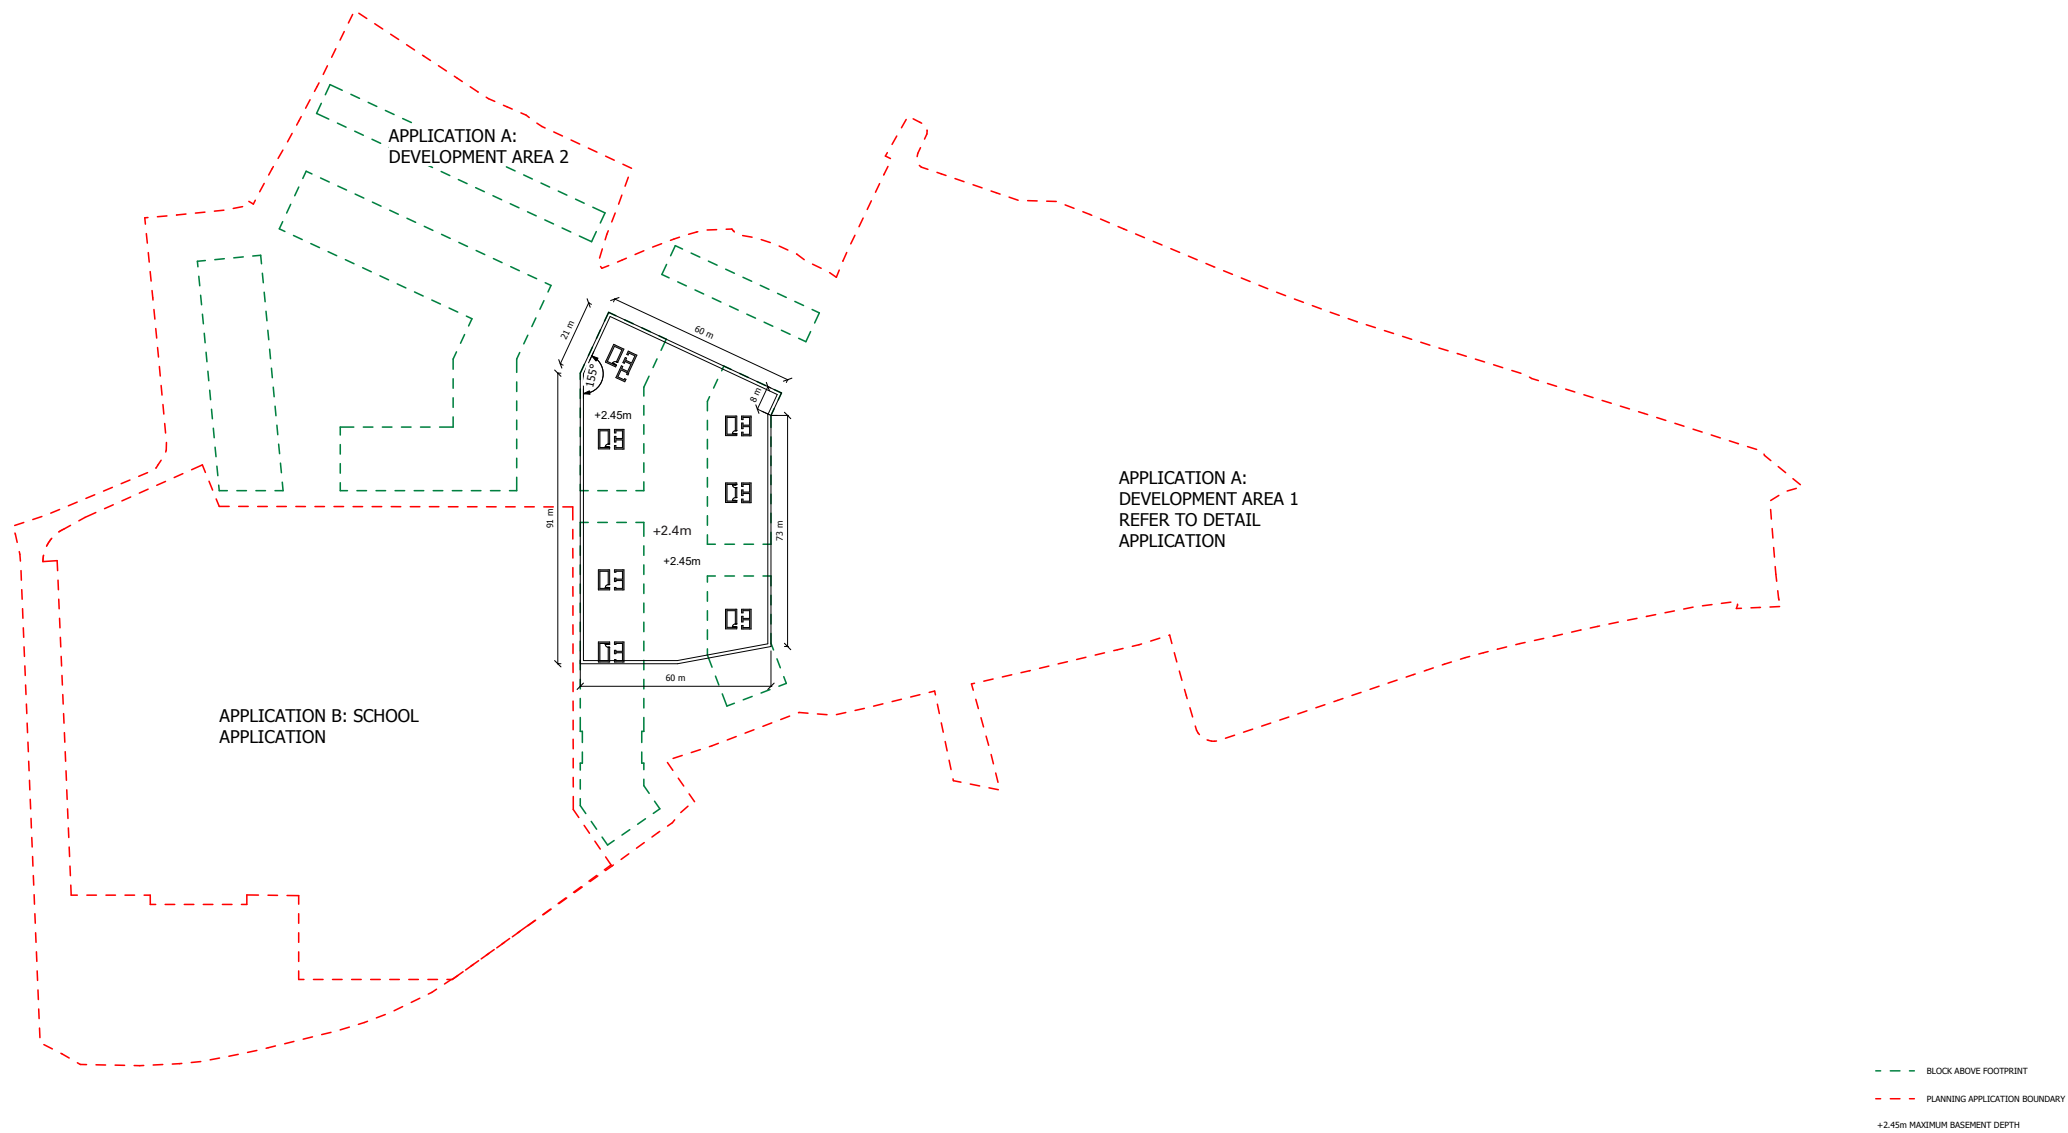 APPLICATION A:
DEVELOPMENT AREA 2
21 m
60 m
155°
8 m
+2.45m
91 m
+2.4m
+2.45m
73 m
60 m
APPLICATION A:
DEVELOPMENT AREA 1
REFER TO DETAIL
APPLICATION
APPLICATION B: SCHOOL
APPLICATION
BLOCK ABOVE FOOTPRINT
PLANNING APPLICATION BOUNDARY
+2.45m MAXIMUM BASEMENT DEPTH